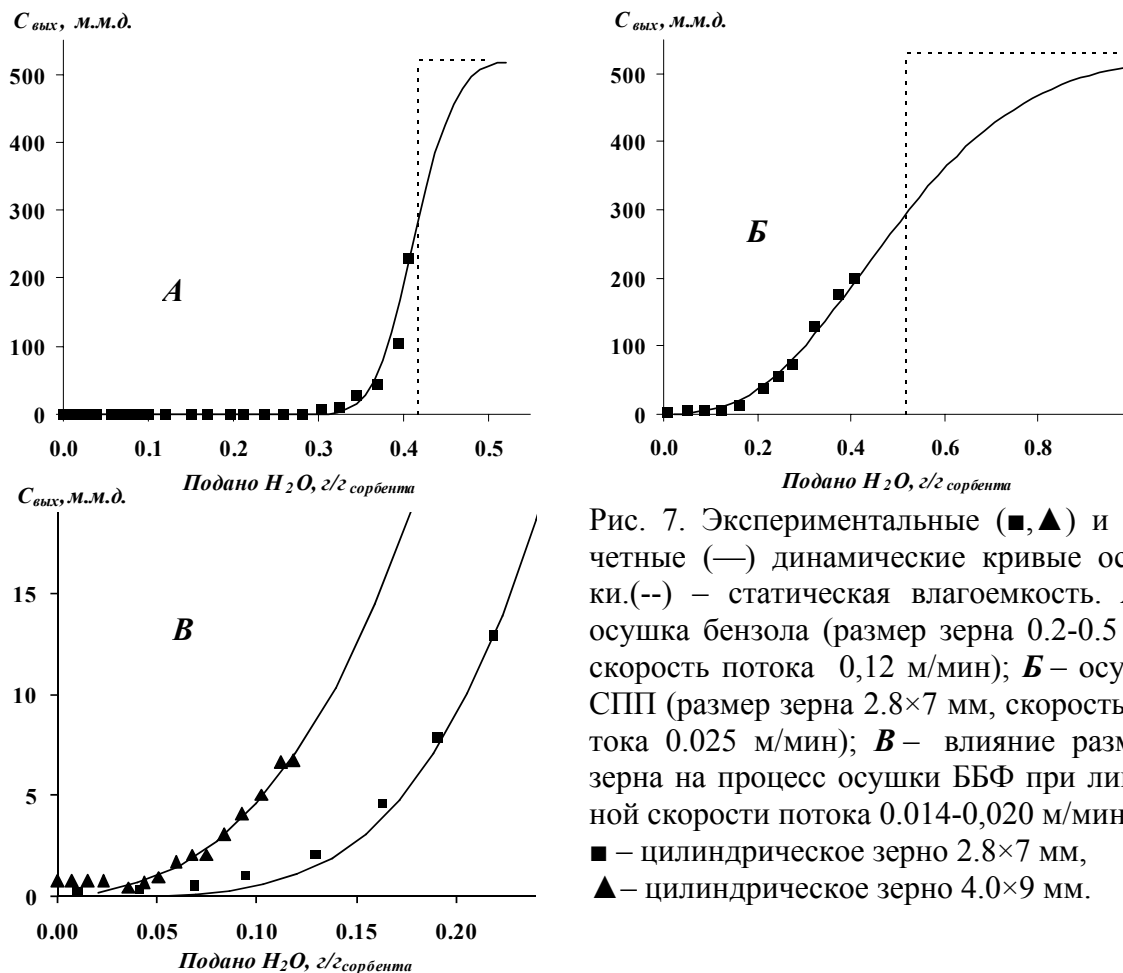 C вых, м.м.д.
500
400
300
200
100
0
А
0.0 0.1 0.2 0.3 0.4 0.5
Подано H2O, г/г сорбента
C вых, м.м.д.
500
400
300
200
100
0
Б
0.0 0.2 0.4 0.6 0.8
Подано H2O, г/г сорбента
C вых, м.м.д.
15
10
5
0
В
0.00 0.05 0.10 0.15 0.20
Подано H2O, г/г сорбента
Рис. 7. Экспериментальные (■,▲) и
четные (—) динамические кривые ос
ки.(--) – статическая влагоемкость.
осушка бензола (размер зерна 0.2-0.5
скорость потока 0,12 м/мин); Б – осу
СПП (размер зерна 2.8×7 мм, скорость
тока 0.025 м/мин); В – влияние разм
зерна на процесс осушки ББФ при лин
ной скорости потока 0.014-0,020 м/мин
■ – цилиндрическое зерно 2.8×7 мм,
▲ – цилиндрическое зерно 4.0×9 мм.